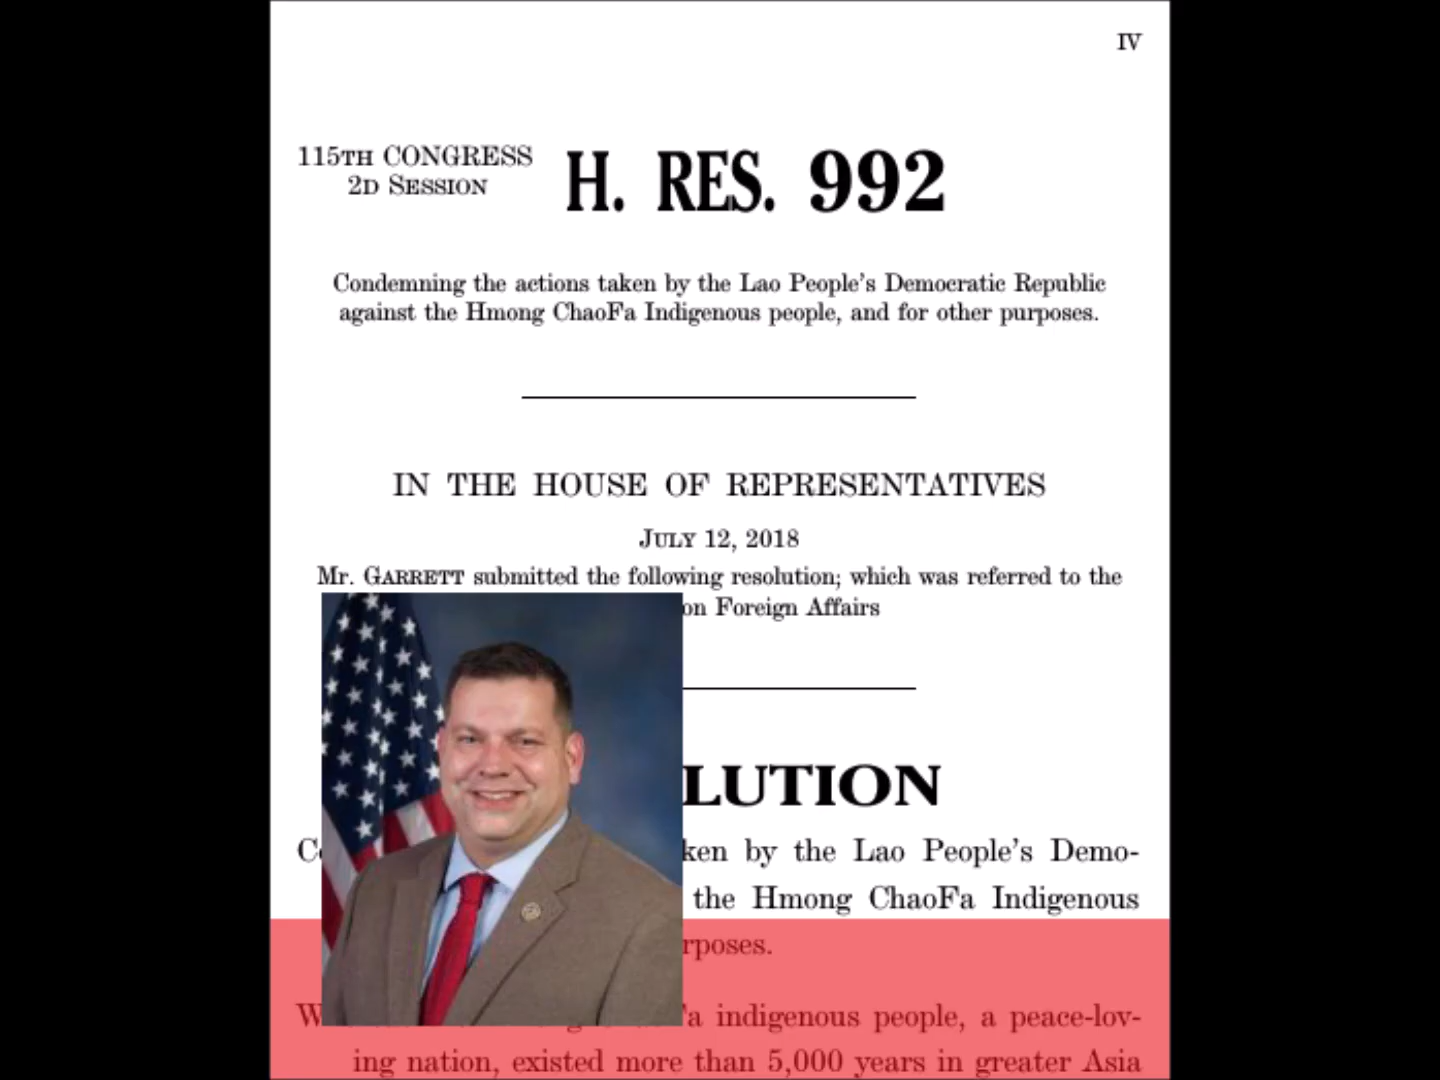 IV
115TH CONGRESS
2D SESSION
H. RES. 992
Condemning the actions taken by the Lao People's Democratic Republic
against the Hmong ChaoFa Indigenous people, and for other purposes.
IN THE HOUSE OF REPRESENTATIVES
JULY 12, 2018
Mr. GARRETT submitted the following resolution; which was referred to the
on Foreign Affairs
LUTION
ken by the Lao People's Demo-
the Hmong ChaoFa Indigenous
rposes.
indigenous people, a peace-lov-
ing nation, existed more than 5,000 years in greater Asia